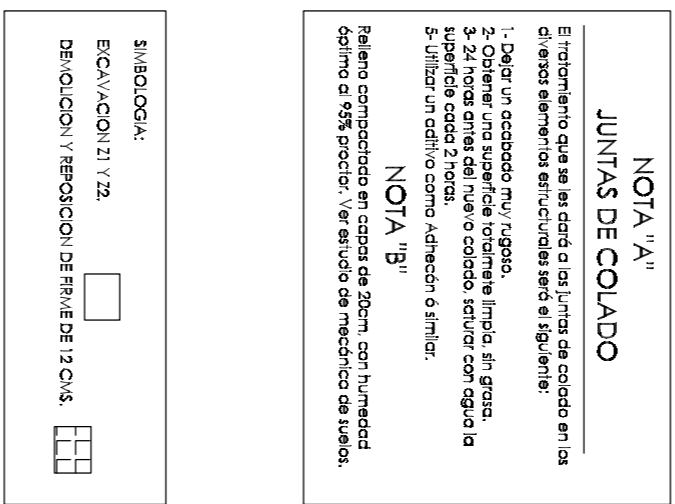 NOTA "A"
JUNTAS DE COLADO
El tratamiento que se les dará a las juntas de colado en los
diversos elementos estructurales será el siguiente:
1- Dejar un acabado muy rugoso.
2- Obtener una superficie totalmete limpia, sin grasa.
3- 24 horas antes del nuevo colado, saturar con agua la
superficie cada 2 horas.
5- Utilizar un aditivo como Adhecón ó similar.
NOTA "B"
Relleno compactado en capas de 20cm, con humedad
óptima al 95% proctor. Ver estudio de mecánica de suelos.
SIMBOLOGIA:
EXCAVACION Z1 Y Z2.
DEMOLICION Y REPOSICION DE FIRME DE 12 CMS.